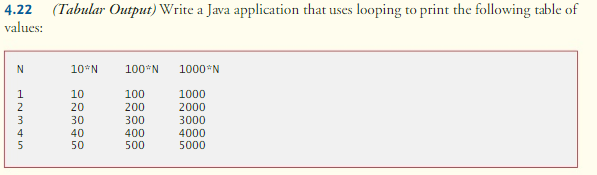 4.22 (Tabular Output) Write a Java application that uses looping to print the following table of
values:
N 10*N 100*N 1000*N
1 10 100 1000
2 20 200 2000
3 30 300 3000
4 40 400 4000
5 50 500 5000